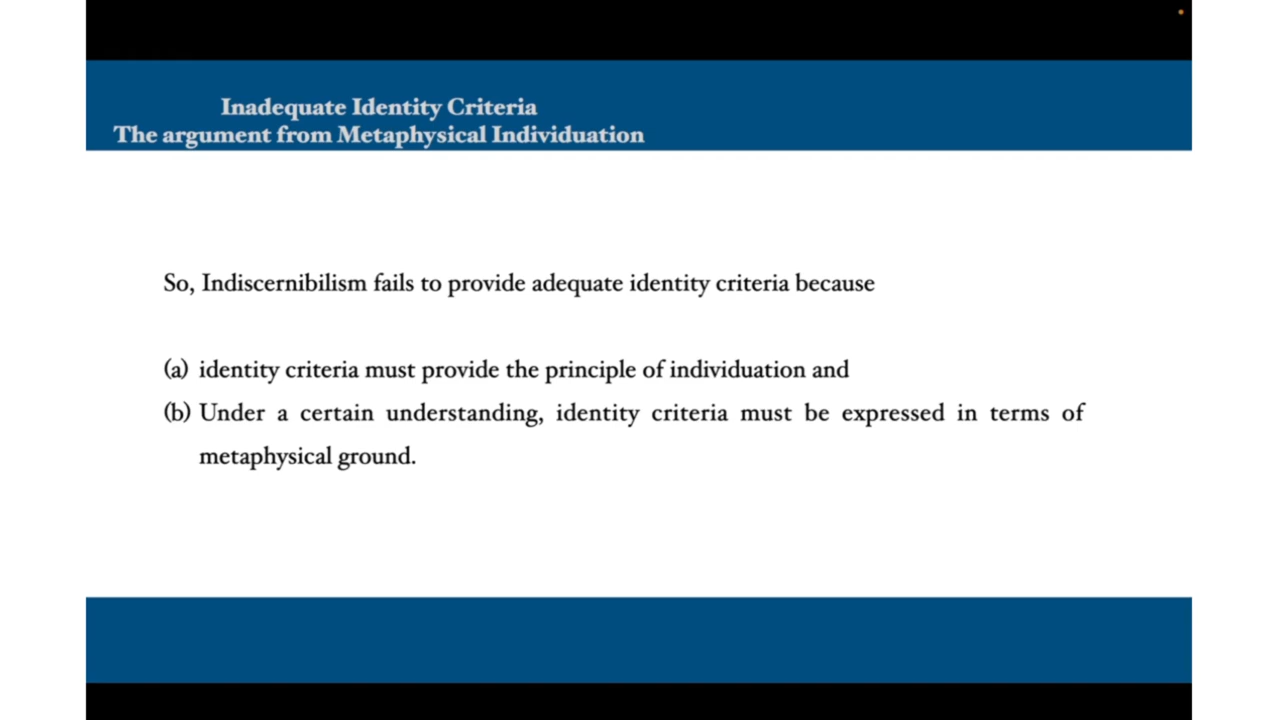 Inadequate Identity Criteria
The argument from Metaphysical Individuation
So, Indiscernibilism fails to provide adequate identity criteria because
(a) identity criteria must provide the principle of individuation and
(b) Under a certain understanding, identity criteria must be expressed in terms of
metaphysical ground.